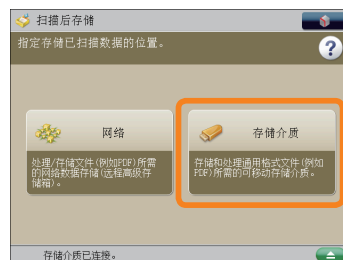 扫描后存储
指定存储已扫描数据的位置。
?
网络
处理/存储文件(例如PDF)所需
的网络数据存储(远程高级存
储箱)。
存储介质
存储和处理通用格式文件(例如
PDF)所需的可移动存储介质。
存储介质已连接。